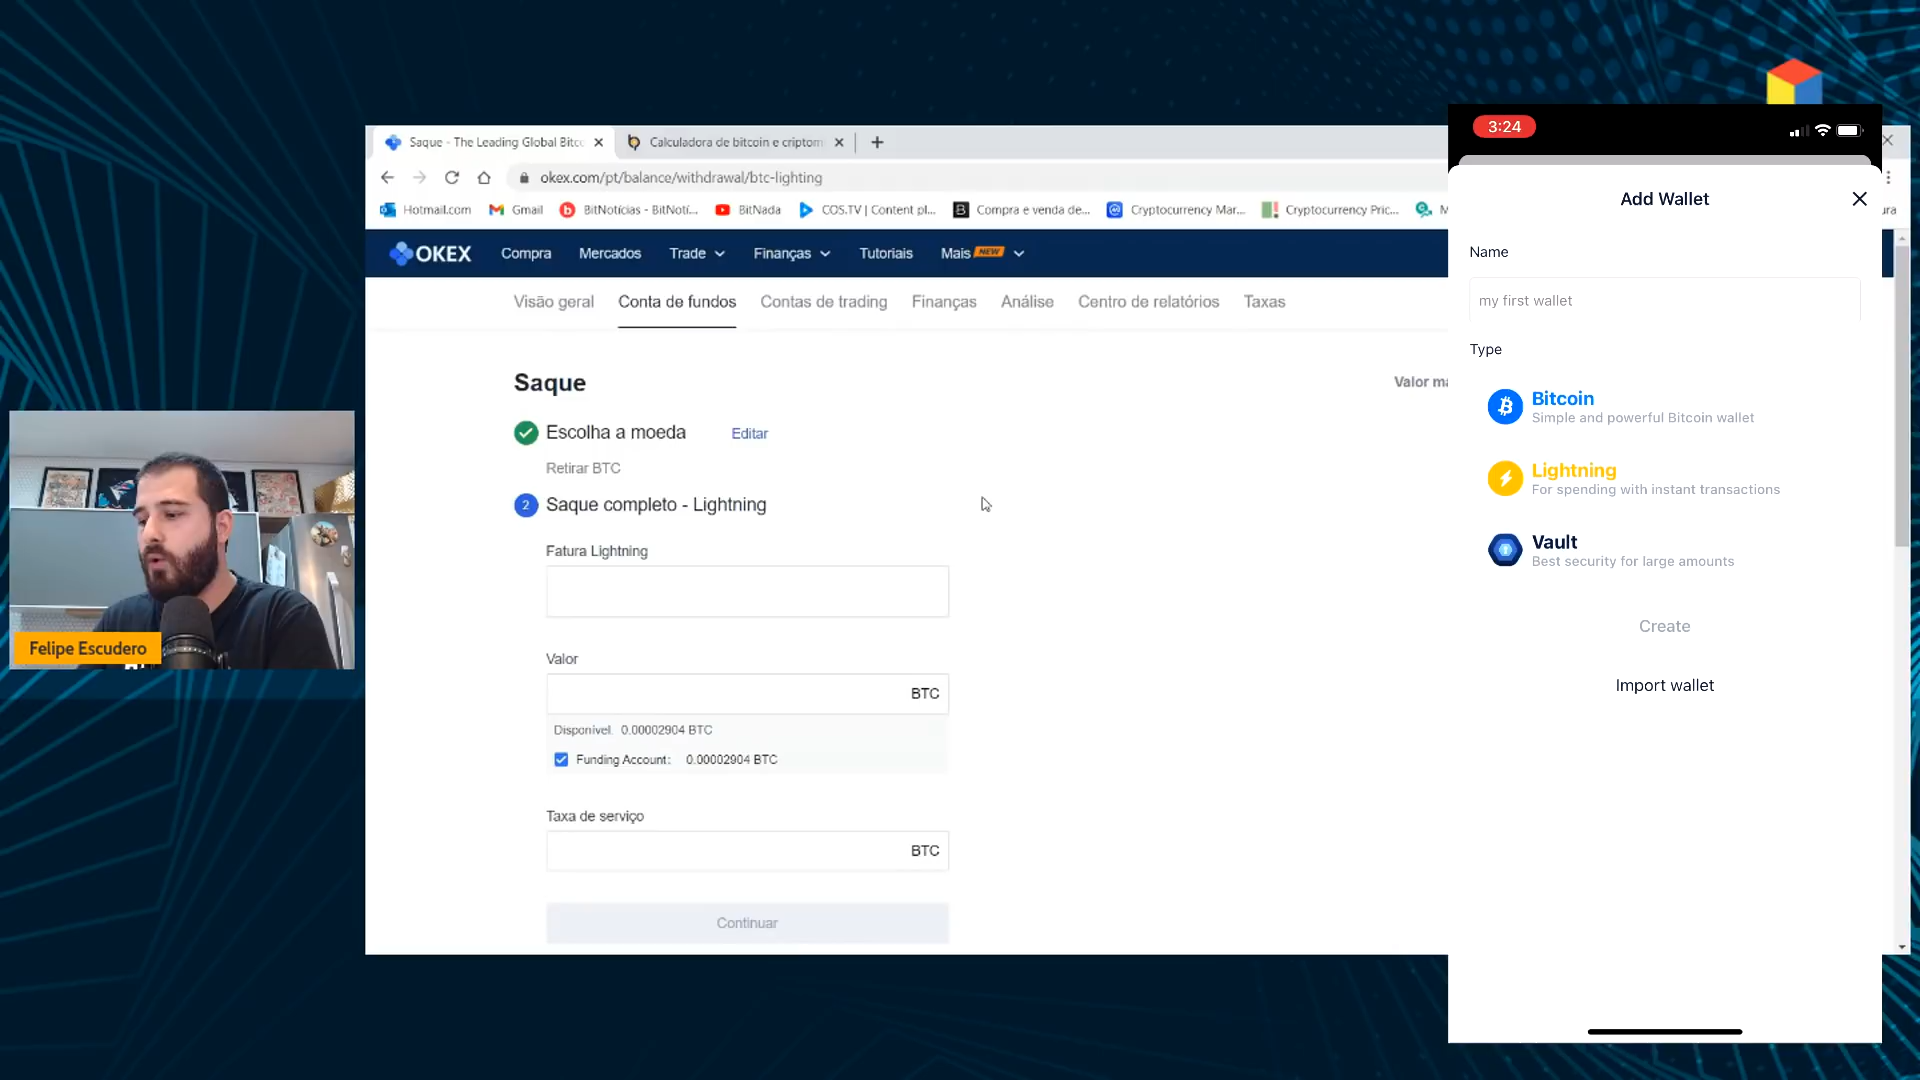 Saque - The Leading Global Bitco
Calculadora de bitcoin e criptom
okex.com/pt/balance/withdrawal/btc-lighting
Hotmail.com
Gmail
BitNotícias - BitNotí...
BitNada
COS.TV | Content pl...
Compra e venda de...
Cryptocurrency Mar...
Cryptocurrency Pric...
OKEX
Compra
Mercados
Trade
Finanças
Tutoriais
Mais NEW
Visão geral
Conta de fundos
Contas de trading
Finanças
Análise
Centro de relatórios
Taxas
Saque
Valor
Escolha a moeda
Editar
Retirar BTC
2 Saque completo - Lightning
Fatura Lightning
Valor
BTC
Disponível. 0.00002904 BTC
Funding Account: 0.00002904 BTC
Taxa de serviço
BTC
Continuar
Felipe Escudero
3:24
Add Wallet
Name
my first wallet
Type
Bitcoin
Simple and powerful Bitcoin wallet
Lightning
For spending with instant transactions
Vault
Best security for large amounts
Create
Import wallet